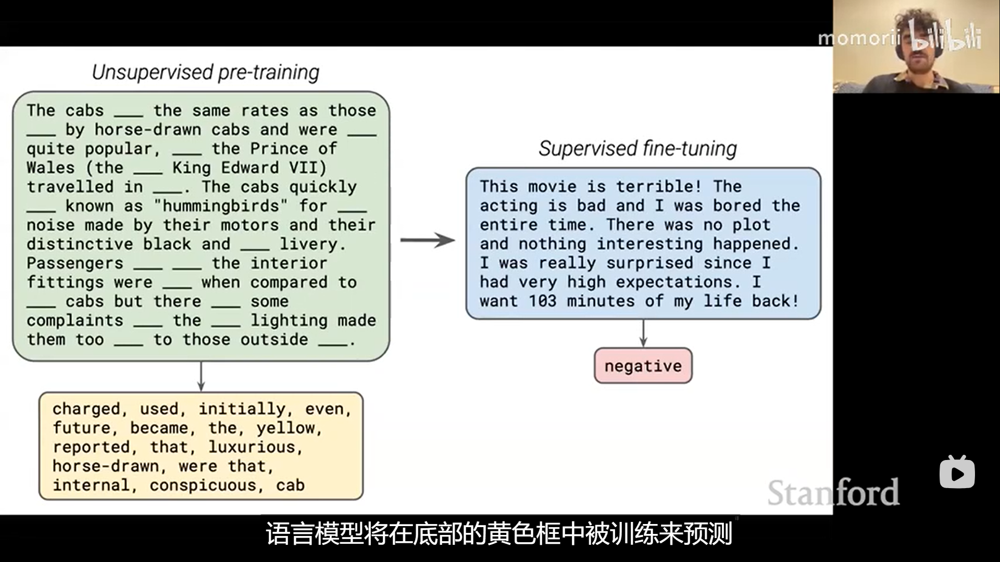 momorii bilibili
Unsupervised pre-training
The cabs ___ the same rates as those
___ by horse-drawn cabs and were ___
quite popular, ___ the Prince of
Wales (the ___ King Edward VII)
travelled in ___. The cabs quickly
___ known as "hummingbirds" for ___
noise made by their motors and their
distinctive black and ___ livery.
Passengers ___ ___ the interior
fittings were ___ when compared to
___ cabs but there ___ some
complaints ___ the ___ lighting made
them too ___ to those outside ___.
charged, used, initially, even,
future, became, the, yellow,
reported, that, luxurious,
horse-drawn, were that,
internal, conspicuous, cab
Supervised fine-tuning
This movie is terrible! The
acting is bad and I was bored the
entire time. There was no plot
and nothing interesting happened.
I was really surprised since I
had very high expectations. I
want 103 minutes of my life back!
negative
Stanford
语言模型将在底部的黄色框中被训练来预测
译